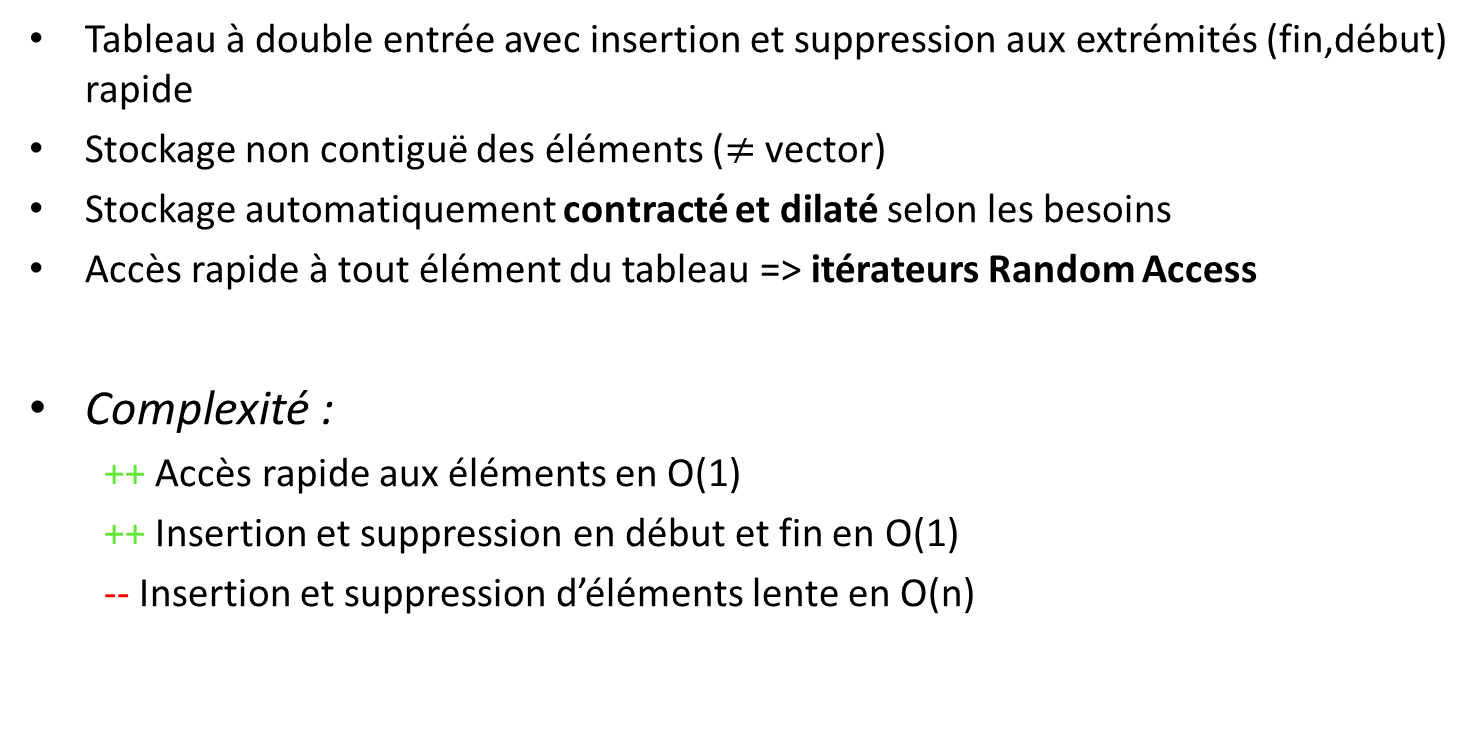 • Tableau à double entrée avec insertion et suppression aux extrémités (fin,début)
rapide
• Stockage non contiguë des éléments (≠ vector)
• Stockage automatiquement contracté et dilaté selon les besoins
• Accès rapide à tout élément du tableau => itérateurs Random Access
• Complexité :
++ Accès rapide aux éléments en O(1)
++ Insertion et suppression en début et fin en O(1)
-- Insertion et suppression d’éléments lente en O(n)